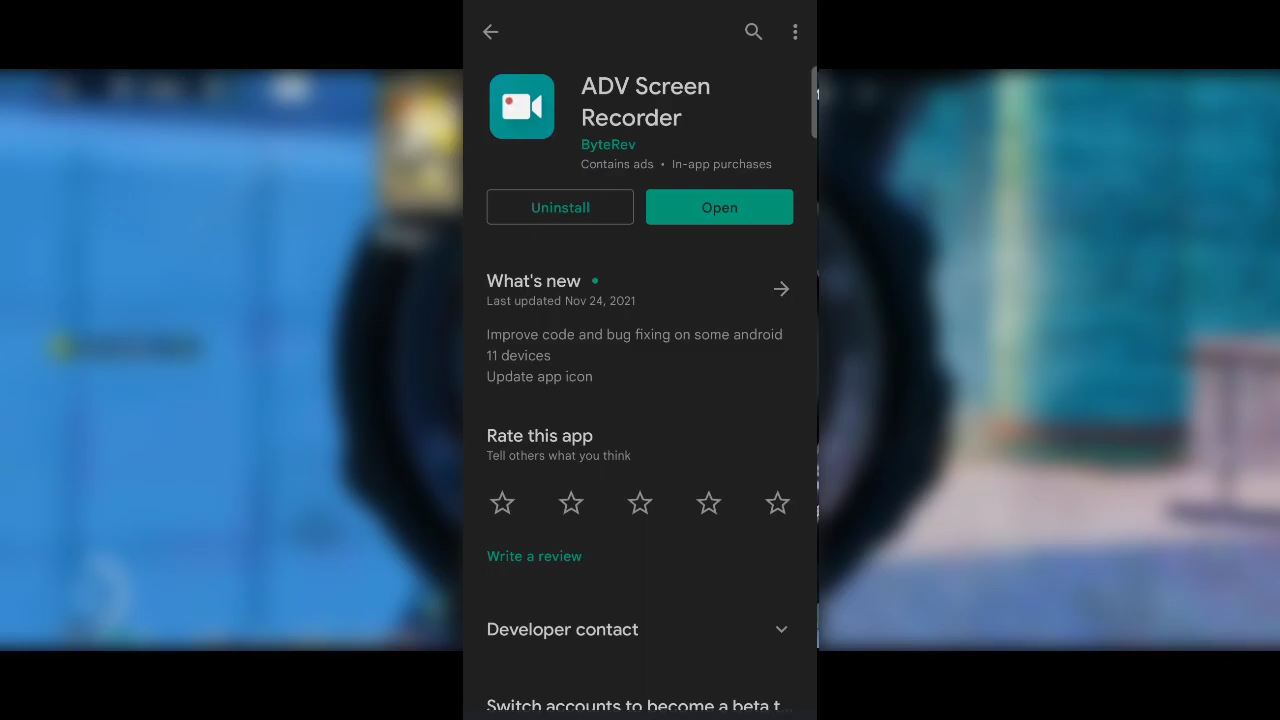 ADV Screen
Recorder
ByteRev
Contains ads • In-app purchases
Uninstall
Open
What's new
Last updated Nov 24, 2021
Improve code and bug fixing on some android
11 devices
Update app icon
Rate this app
Tell others what you think
Write a review
Developer contact
Switch accounts to become a beta t...